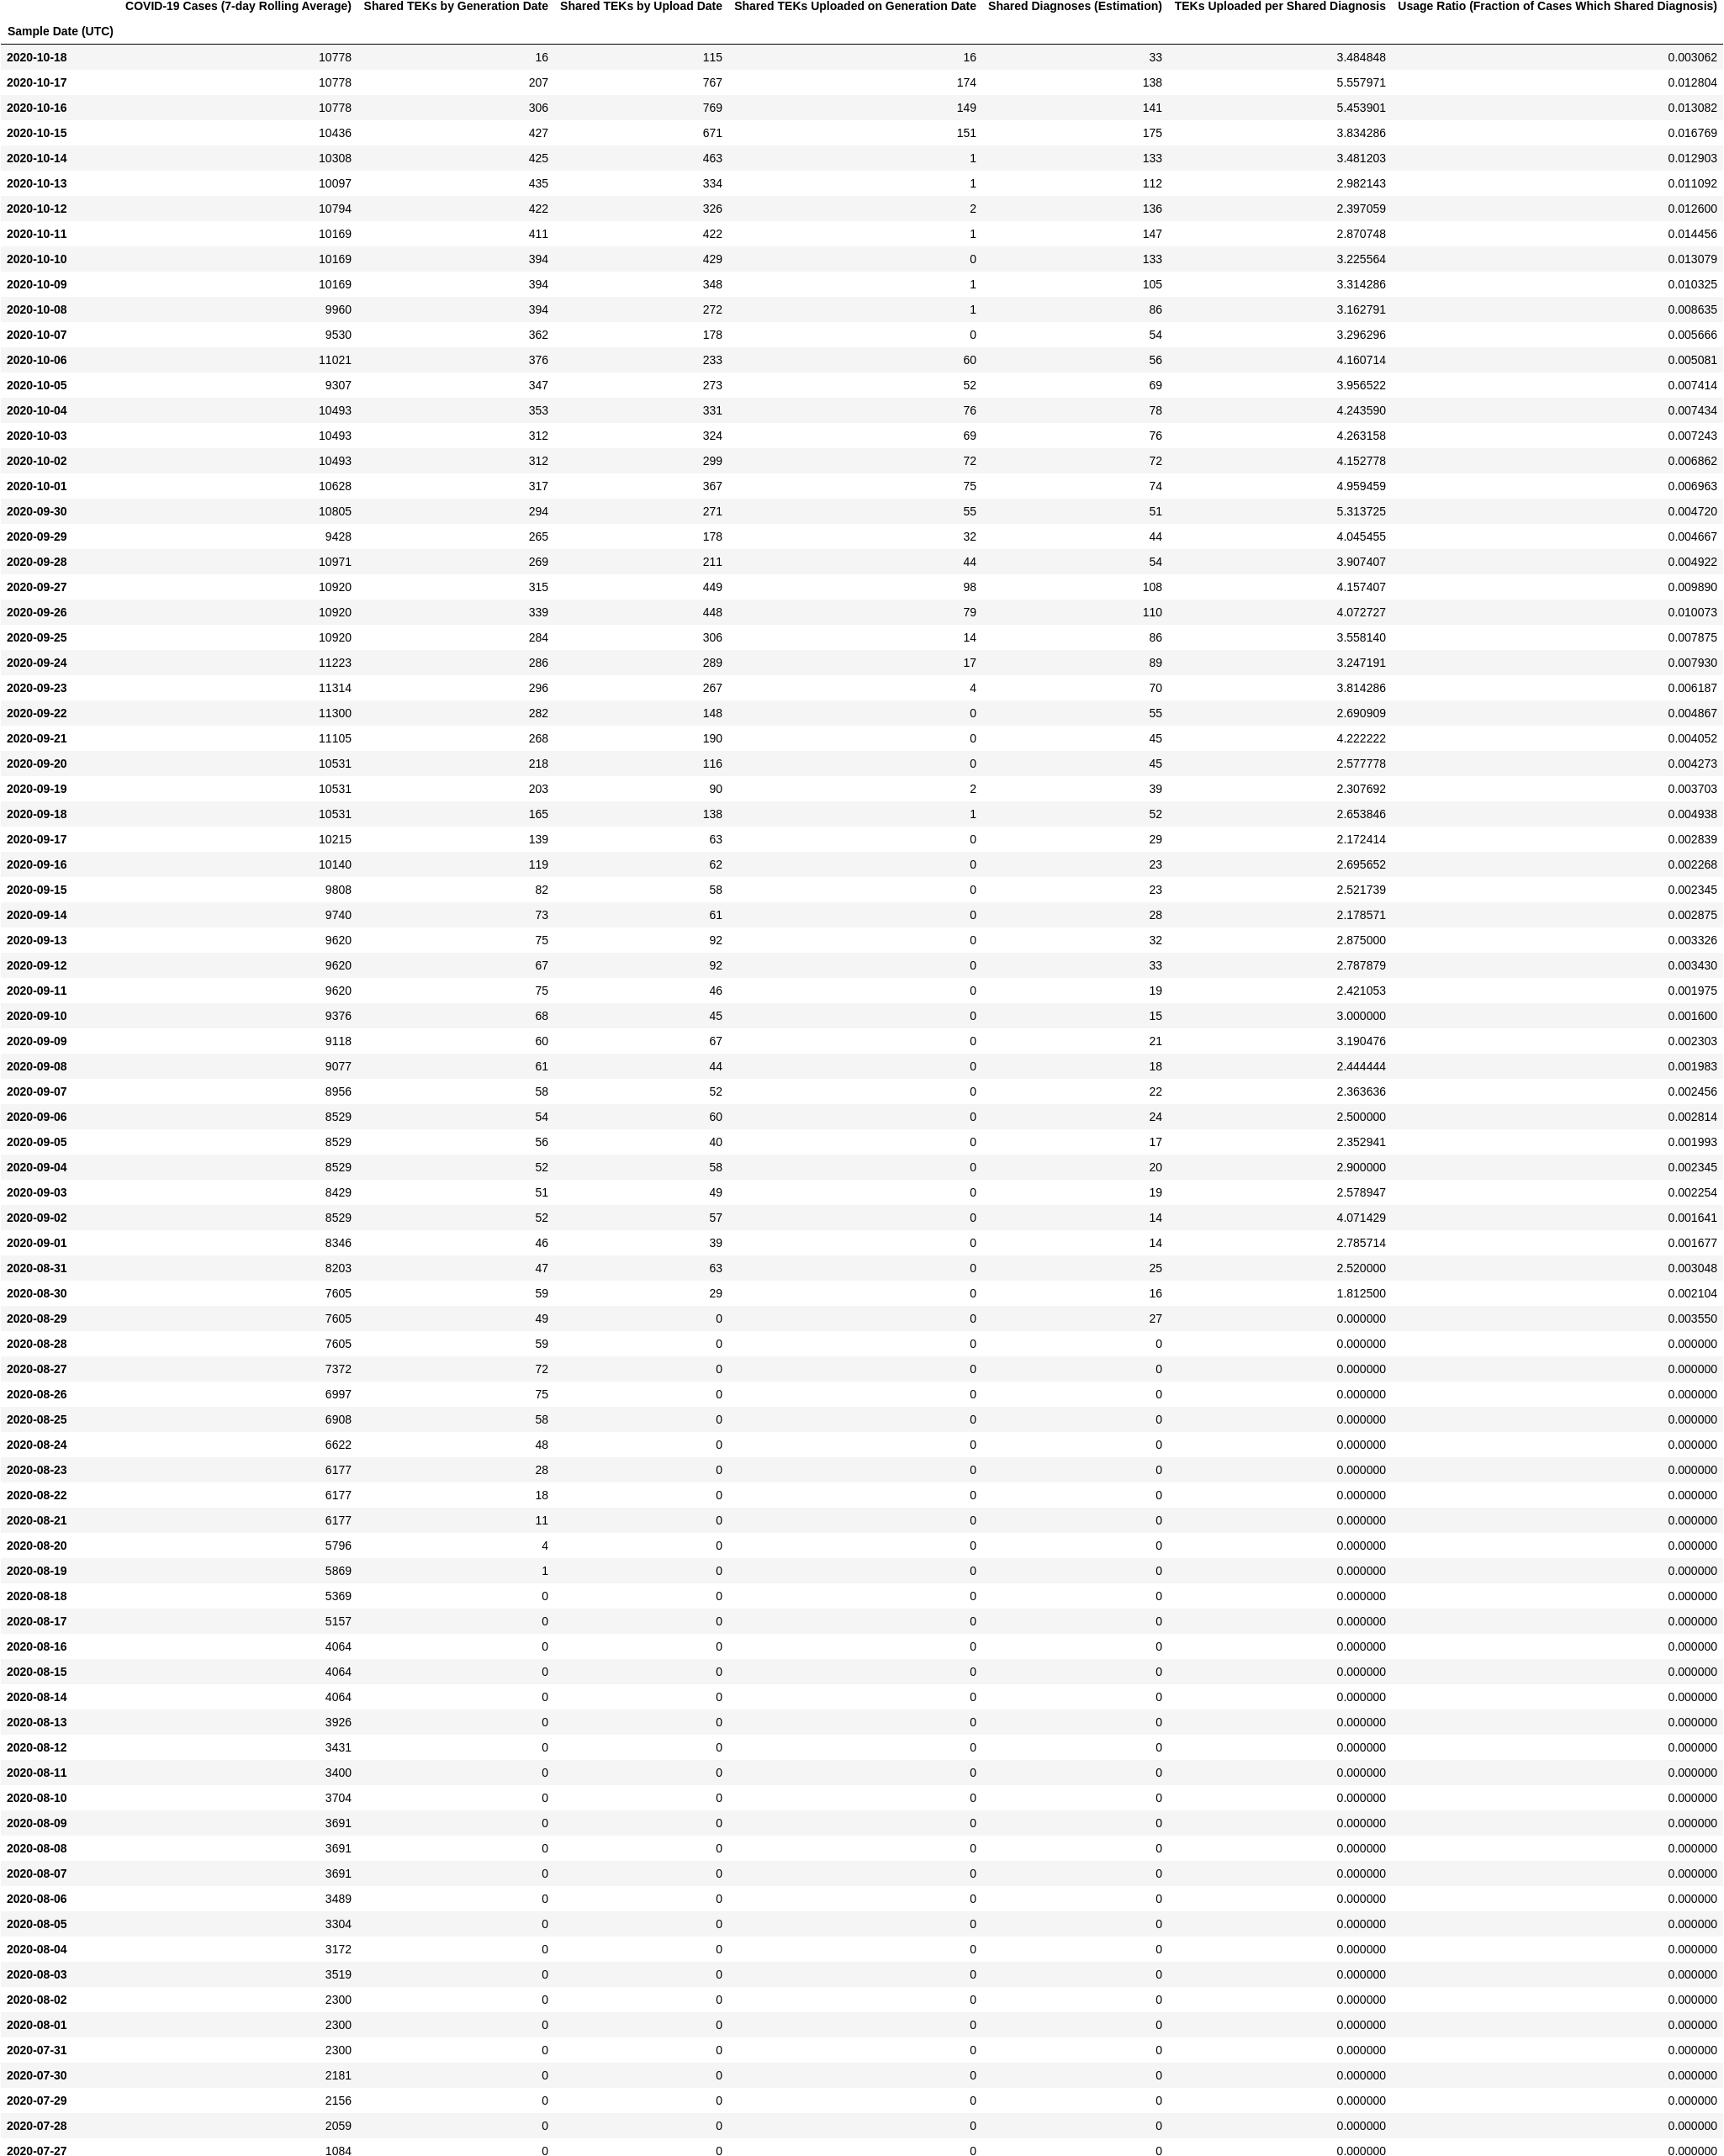 COVID-19 Cases (7-day Rolling Average) Shared TEKs by Generation Date Shared TEKs by Upload Date Shared TEKs Uploaded on Generation Date Shared Diagnoses (Estimation) TEKs Uploaded per Shared Diagnosis Usage Ratio (Fraction of Cases Which Shared Diagnosis)
Sample Date (UTC)
2020-10-18 10778 16 115 16 33 3.484848 0.003062
2020-10-17 10778 207 767 174 138 5.557971 0.012804
2020-10-16 10778 306 769 149 141 5.453901 0.013082
2020-10-15 10436 427 671 151 175 3.834286 0.016769
2020-10-14 10308 425 463 1 133 3.481203 0.012903
2020-10-13 10097 435 334 1 112 2.982143 0.011092
2020-10-12 10794 422 326 2 136 2.397059 0.012600
2020-10-11 10169 411 422 1 147 2.870748 0.014456
2020-10-10 10169 394 429 0 133 3.225564 0.013079
2020-10-09 10169 394 348 1 105 3.314286 0.010325
2020-10-08 9960 394 272 1 86 3.162791 0.008635
2020-10-07 9530 362 178 0 54 3.296296 0.005666
2020-10-06 11021 376 233 60 56 4.160714 0.005081
2020-10-05 9307 347 273 52 69 3.956522 0.007414
2020-10-04 10493 353 331 76 78 4.243590 0.007434
2020-10-03 10493 312 324 69 76 4.263158 0.007243
2020-10-02 10493 312 299 72 72 4.152778 0.006862
2020-10-01 10628 317 367 75 74 4.959459 0.006963
2020-09-30 10805 294 271 55 51 5.313725 0.004720
2020-09-29 9428 265 178 32 44 4.045455 0.004667
2020-09-28 10971 269 211 44 54 3.907407 0.004922
2020-09-27 10920 315 449 98 108 4.157407 0.009890
2020-09-26 10920 339 448 79 110 4.072727 0.010073
2020-09-25 10920 284 306 14 86 3.558140 0.007875
2020-09-24 11223 286 289 17 89 3.247191 0.007930
2020-09-23 11314 296 267 4 70 3.814286 0.006187
2020-09-22 11300 282 148 0 55 2.690909 0.004867
2020-09-21 11105 268 190 0 45 4.222222 0.004052
2020-09-20 10531 218 116 0 45 2.577778 0.004273
2020-09-19 10531 203 90 2 39 2.307692 0.003703
2020-09-18 10531 165 138 1 52 2.653846 0.004938
2020-09-17 10215 139 63 0 29 2.172414 0.002839
2020-09-16 10140 119 62 0 23 2.695652 0.002268
2020-09-15 9808 82 58 0 23 2.521739 0.002345
2020-09-14 9740 73 61 0 28 2.178571 0.002875
2020-09-13 9620 75 92 0 32 2.875000 0.003326
2020-09-12 9620 67 92 0 33 2.787879 0.003430
2020-09-11 9620 75 46 0 19 2.421053 0.001975
2020-09-10 9376 68 45 0 15 3.000000 0.001600
2020-09-09 9118 60 67 0 21 3.190476 0.002303
2020-09-08 9077 61 44 0 18 2.444444 0.001983
2020-09-07 8956 58 52 0 22 2.363636 0.002456
2020-09-06 8529 54 60 0 24 2.500000 0.002814
2020-09-05 8529 56 40 0 17 2.352941 0.001993
2020-09-04 8529 52 58 0 20 2.900000 0.002345
2020-09-03 8429 51 49 0 19 2.578947 0.002254
2020-09-02 8529 52 57 0 14 4.071429 0.001641
2020-09-01 8346 46 39 0 14 2.785714 0.001677
2020-08-31 8203 47 63 0 25 2.520000 0.003048
2020-08-30 7605 59 29 0 16 1.812500 0.002104
2020-08-29 7605 49 0 0 27 0.000000 0.003550
2020-08-28 7605 59 0 0 0 0.000000 0.000000
2020-08-27 7372 72 0 0 0 0.000000 0.000000
2020-08-26 6997 75 0 0 0 0.000000 0.000000
2020-08-25 6908 58 0 0 0 0.000000 0.000000
2020-08-24 6622 48 0 0 0 0.000000 0.000000
2020-08-23 6177 28 0 0 0 0.000000 0.000000
2020-08-22 6177 18 0 0 0 0.000000 0.000000
2020-08-21 6177 11 0 0 0 0.000000 0.000000
2020-08-20 5796 4 0 0 0 0.000000 0.000000
2020-08-19 5869 1 0 0 0 0.000000 0.000000
2020-08-18 5369 0 0 0 0 0.000000 0.000000
2020-08-17 5157 0 0 0 0 0.000000 0.000000
2020-08-16 4064 0 0 0 0 0.000000 0.000000
2020-08-15 4064 0 0 0 0 0.000000 0.000000
2020-08-14 4064 0 0 0 0 0.000000 0.000000
2020-08-13 3926 0 0 0 0 0.000000 0.000000
2020-08-12 3431 0 0 0 0 0.000000 0.000000
2020-08-11 3400 0 0 0 0 0.000000 0.000000
2020-08-10 3704 0 0 0 0 0.000000 0.000000
2020-08-09 3691 0 0 0 0 0.000000 0.000000
2020-08-08 3691 0 0 0 0 0.000000 0.000000
2020-08-07 3691 0 0 0 0 0.000000 0.000000
2020-08-06 3489 0 0 0 0 0.000000 0.000000
2020-08-05 3304 0 0 0 0 0.000000 0.000000
2020-08-04 3172 0 0 0 0 0.000000 0.000000
2020-08-03 3519 0 0 0 0 0.000000 0.000000
2020-08-02 2300 0 0 0 0 0.000000 0.000000
2020-08-01 2300 0 0 0 0 0.000000 0.000000
2020-07-31 2300 0 0 0 0 0.000000 0.000000
2020-07-30 2181 0 0 0 0 0.000000 0.000000
2020-07-29 2156 0 0 0 0 0.000000 0.000000
2020-07-28 2059 0 0 0 0 0.000000 0.000000
2020-07-27 1084 0 0 0 0 0.000000 0.000000